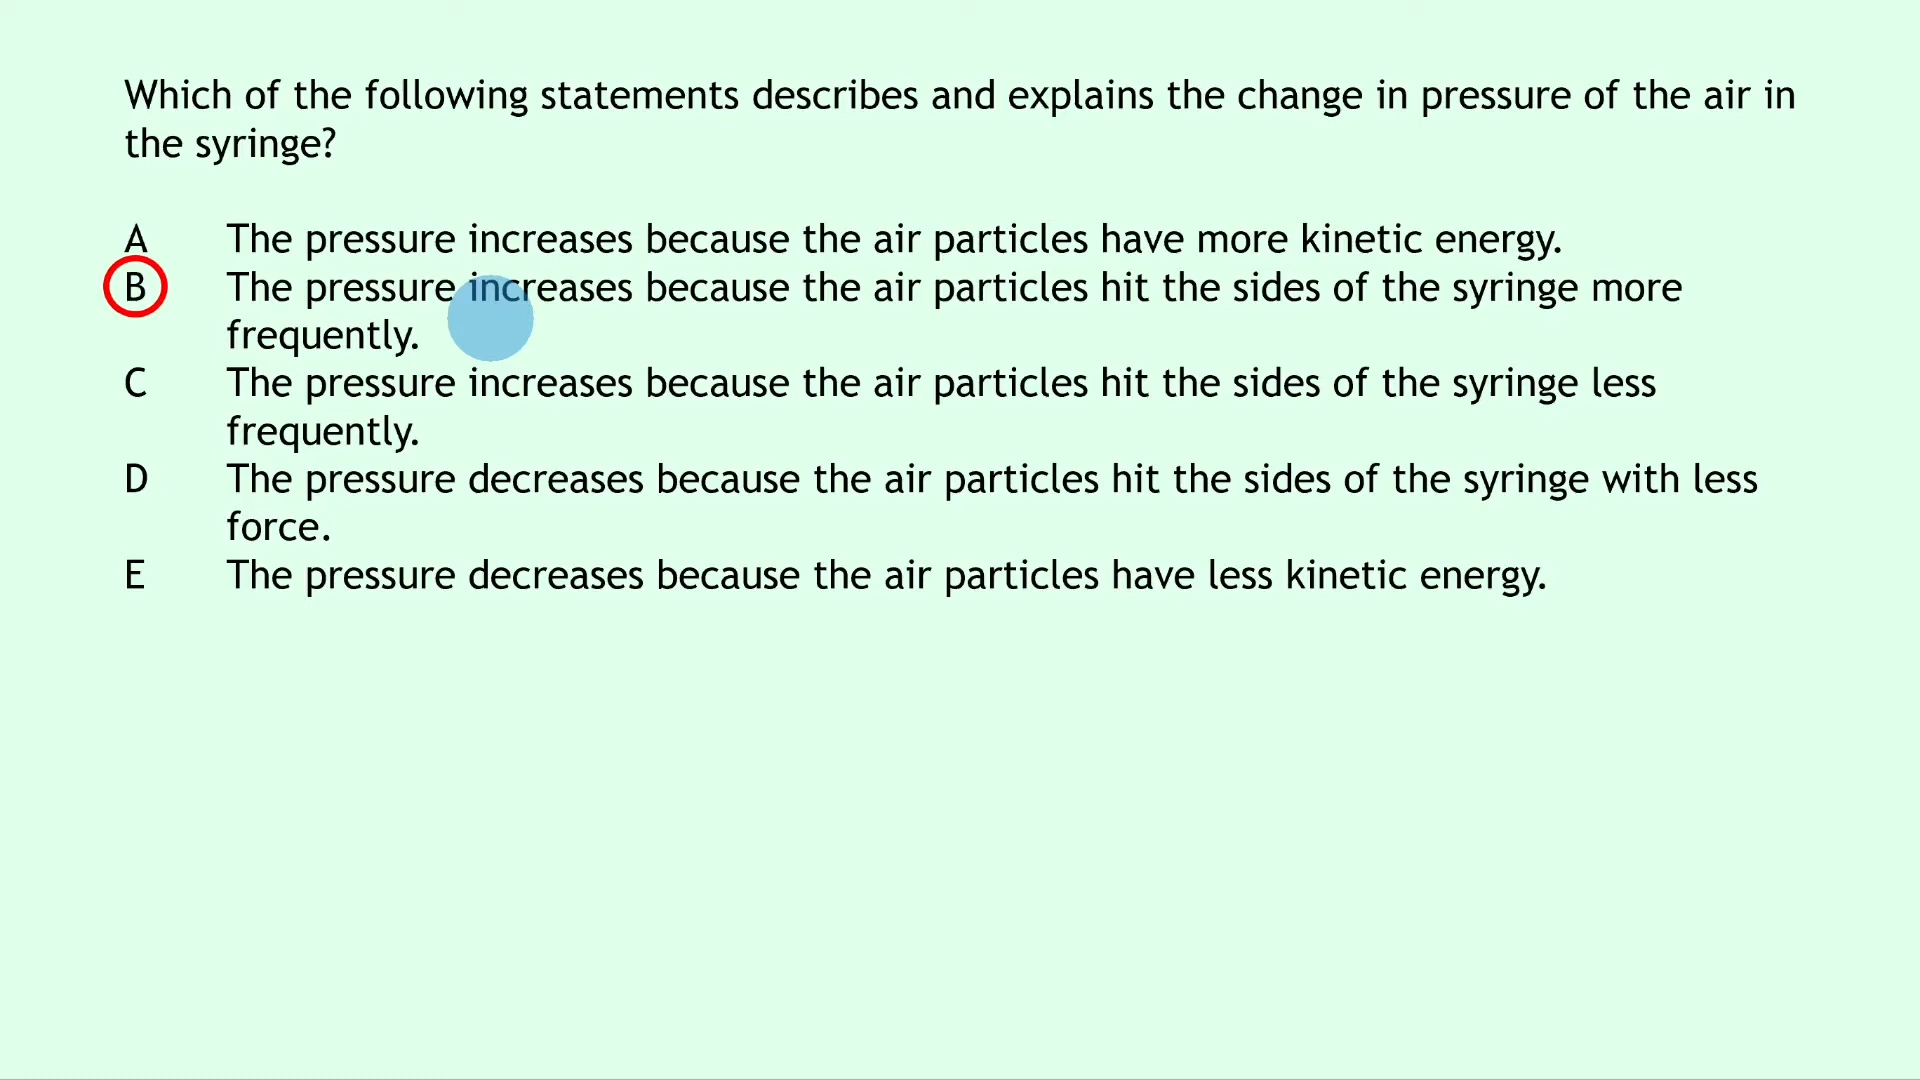 Which of the following statements describes and explains the change in pressure of the air in
the syringe?
A The pressure increases because the air particles have more kinetic energy.
B The pressure increases because the air particles hit the sides of the syringe more
frequently.
C The pressure increases because the air particles hit the sides of the syringe less
frequently.
D The pressure decreases because the air particles hit the sides of the syringe with less
force.
E The pressure decreases because the air particles have less kinetic energy.